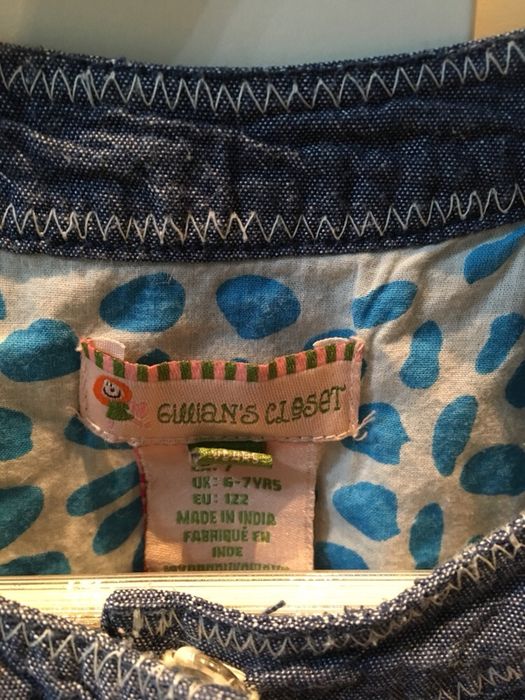 GILLIAN'S CLOSET
UK: 6-7YRS
EU: 122
MADE IN INDIA
FABRIQUÉ EN
INDE